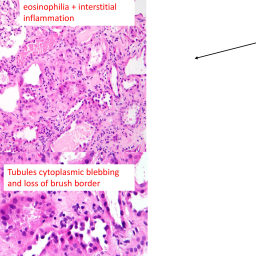 eosinophilia + interstitial
inflammation
Tubules cytoplasmic blebbing
and loss of brush border